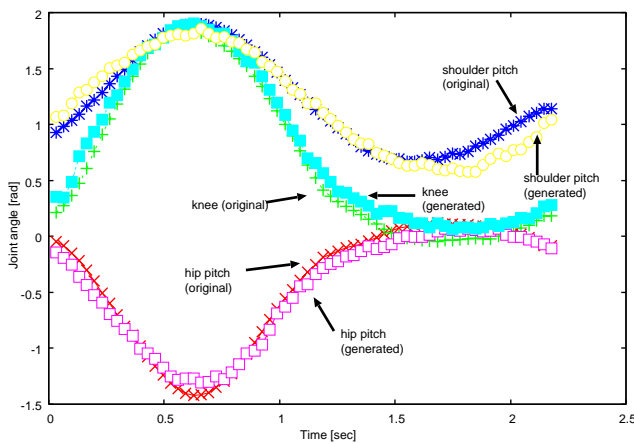 2
1.5
1
0.5
0
-0.5
-1
-1.5
Joint angle [rad]
shoulder pitch
(original)
knee (original)
knee
(generated)
shoulder pitch
(generated)
hip pitch
(original)
hip pitch
(generated)
0
0.5
1
1.5
2
2.5
Time [sec]